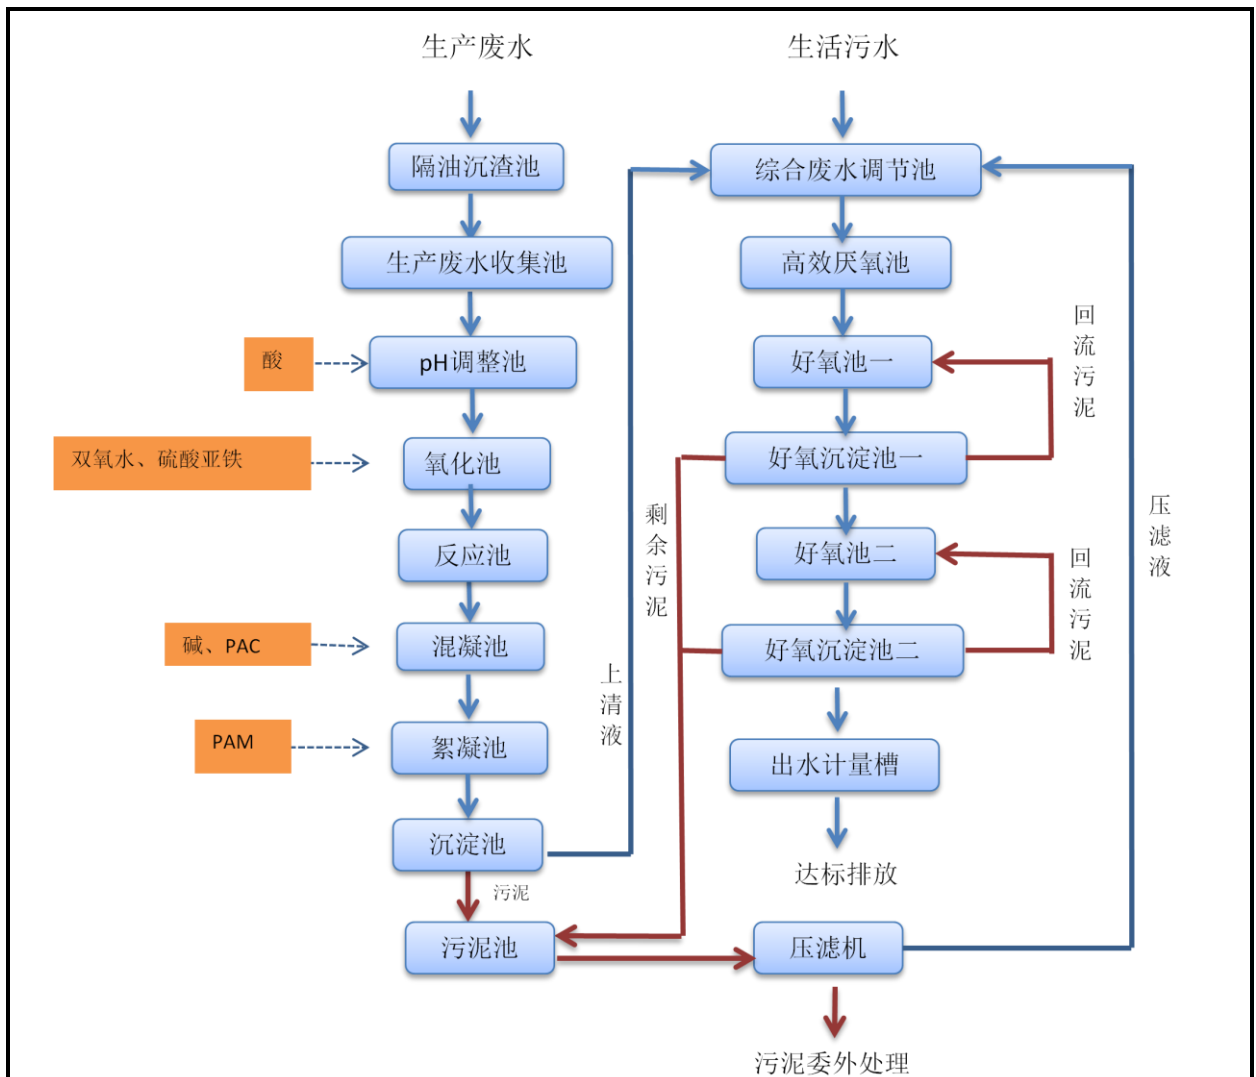 生产废水
生活污水
隔油沉渣池
综合废水调节池
生产废水收集池
高效厌氧池
酸
pH调整池
好氧池一
回流污泥
双氧水、硫酸亚铁
氧化池
好氧沉淀池一
剩余污泥
压滤液
反应池
好氧池二
回流污泥
碱、PAC
混凝池
好氧沉淀池二
上清液
PAM
絮凝池
出水计量槽
沉淀池
达标排放
污泥
污泥池
压滤机
污泥委外处理